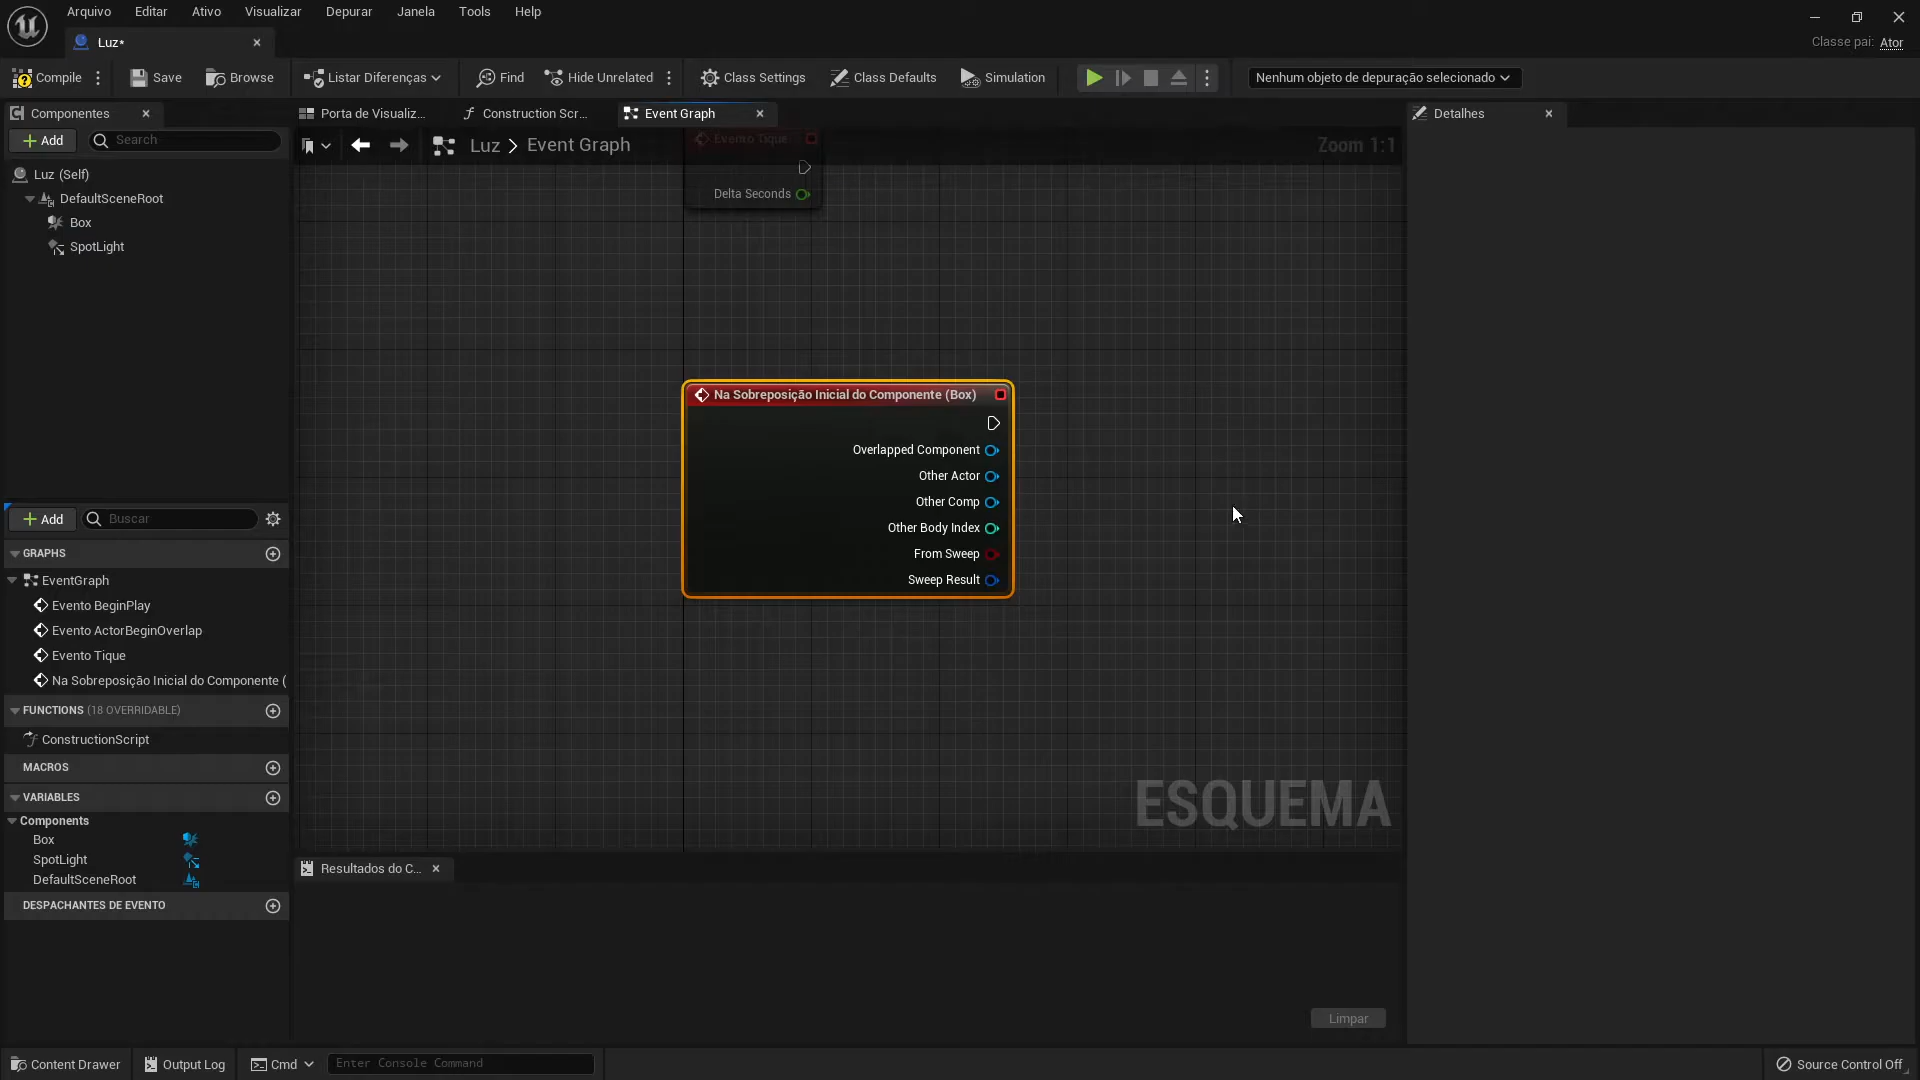 Arquivo Editar Ativo Visualizar Depurar Janela Tools Help
Luz*
Classe pai: Ator
Compile Save Browse Listar Diferenças Find Hide Unrelated Class Settings Class Defaults Simulation Nenhum objeto de depuração selecionado
Componentes
Porta de Visualiz...
Construction Scr...
Event Graph
Detalhes
Add Search
Luz > Event Graph
Zoom 1:1
Evento Tique
Delta Seconds
Luz (Self)
DefaultSceneRoot
Box
SpotLight
Na Sobreposição Inicial do Componente (Box)
Overlapped Component
Other Actor
Other Comp
Other Body Index
From Sweep
Sweep Result
ESQUEMA
Add Buscar
GRAPHS
EventGraph
Evento BeginPlay
Evento ActorBeginOverlap
Evento Tique
Na Sobreposição Inicial do Componente (
FUNCTIONS (18 OVERRIDABLE)
ConstructionScript
MACROS
VARIABLES
Components
Box
SpotLight
DefaultSceneRoot
DESPACHANTES DE EVENTO
Resultados do C...
Limpar
Content Drawer Output Log Cmd Enter Console Command Source Control Off